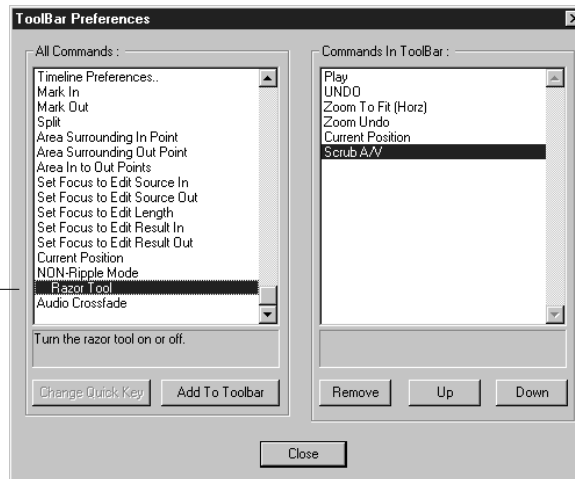 ToolBar Preferences
All Commands :
Timeline Preferences..
Mark In
Mark Out
Split
Area Surrounding In Point
Area Surrounding Out Point
Area In to Out Points
Set Focus to Edit Source In
Set Focus to Edit Source Out
Set Focus to Edit Length
Set Focus to Edit Result In
Set Focus to Edit Result Out
Current Position
NON-Ripple Mode
Razor Tool
Audio Crossfade
Turn the razor tool on or off.
Change Quick Key
Add To Toolbar
Commands In ToolBar :
Play
UNDO
Zoom To Fit (Horz)
Zoom Undo
Current Position
Scrub A/V
Remove
Up
Down
Close